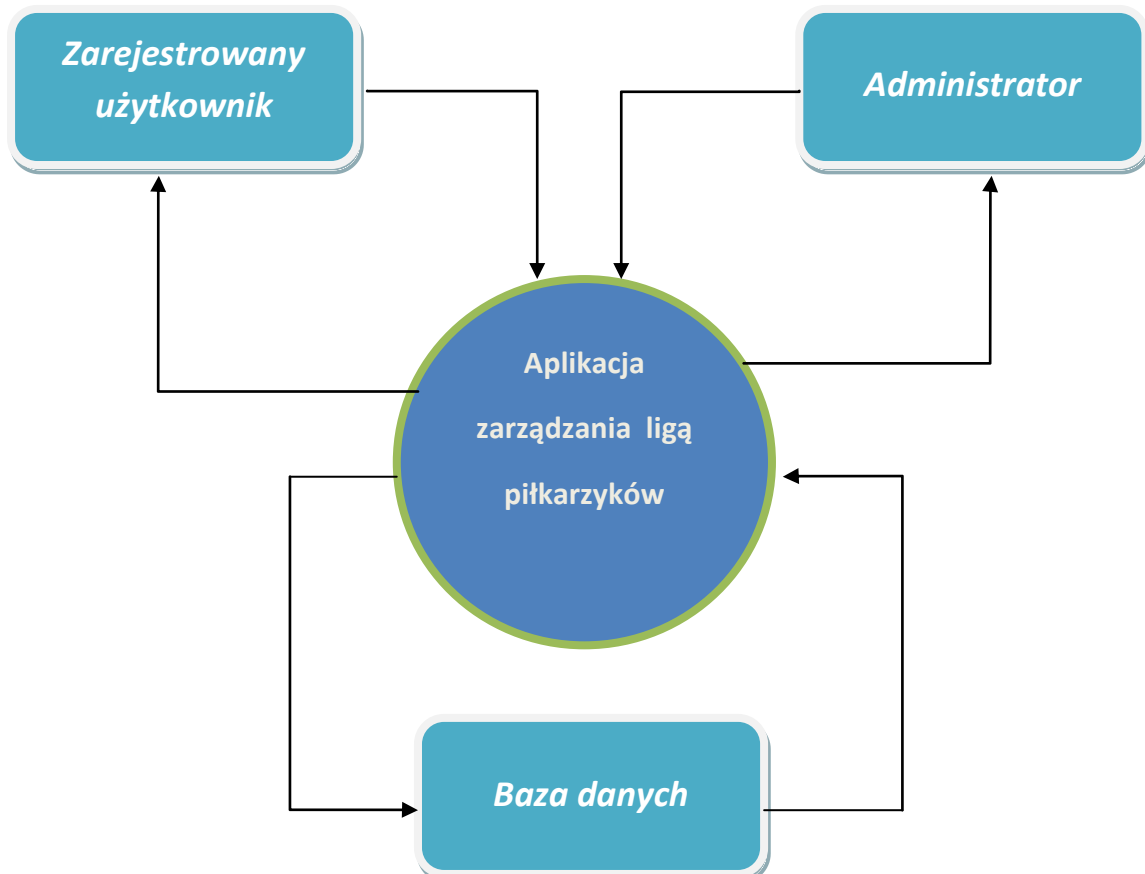 Zarejestrowany
użytkownik
Administrator
Aplikacja
zarządzania ligą
piłkarzyków
Baza danych